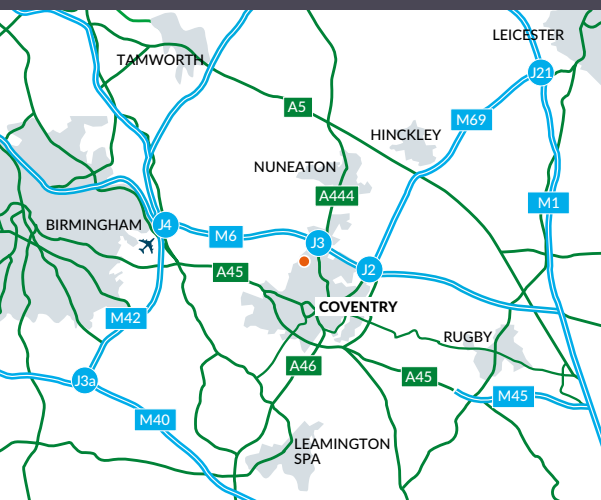 LEICESTER
TAMWORTH
J21
A5
M69
HINCKLEY
NUNEATON
A444
M1
BIRMINGHAM
J4
M6
J3
J2
A45
COVENTRY
M42
RUGBY
A46
J3a
A45
M45
M40
LEAMINGTON
SPA